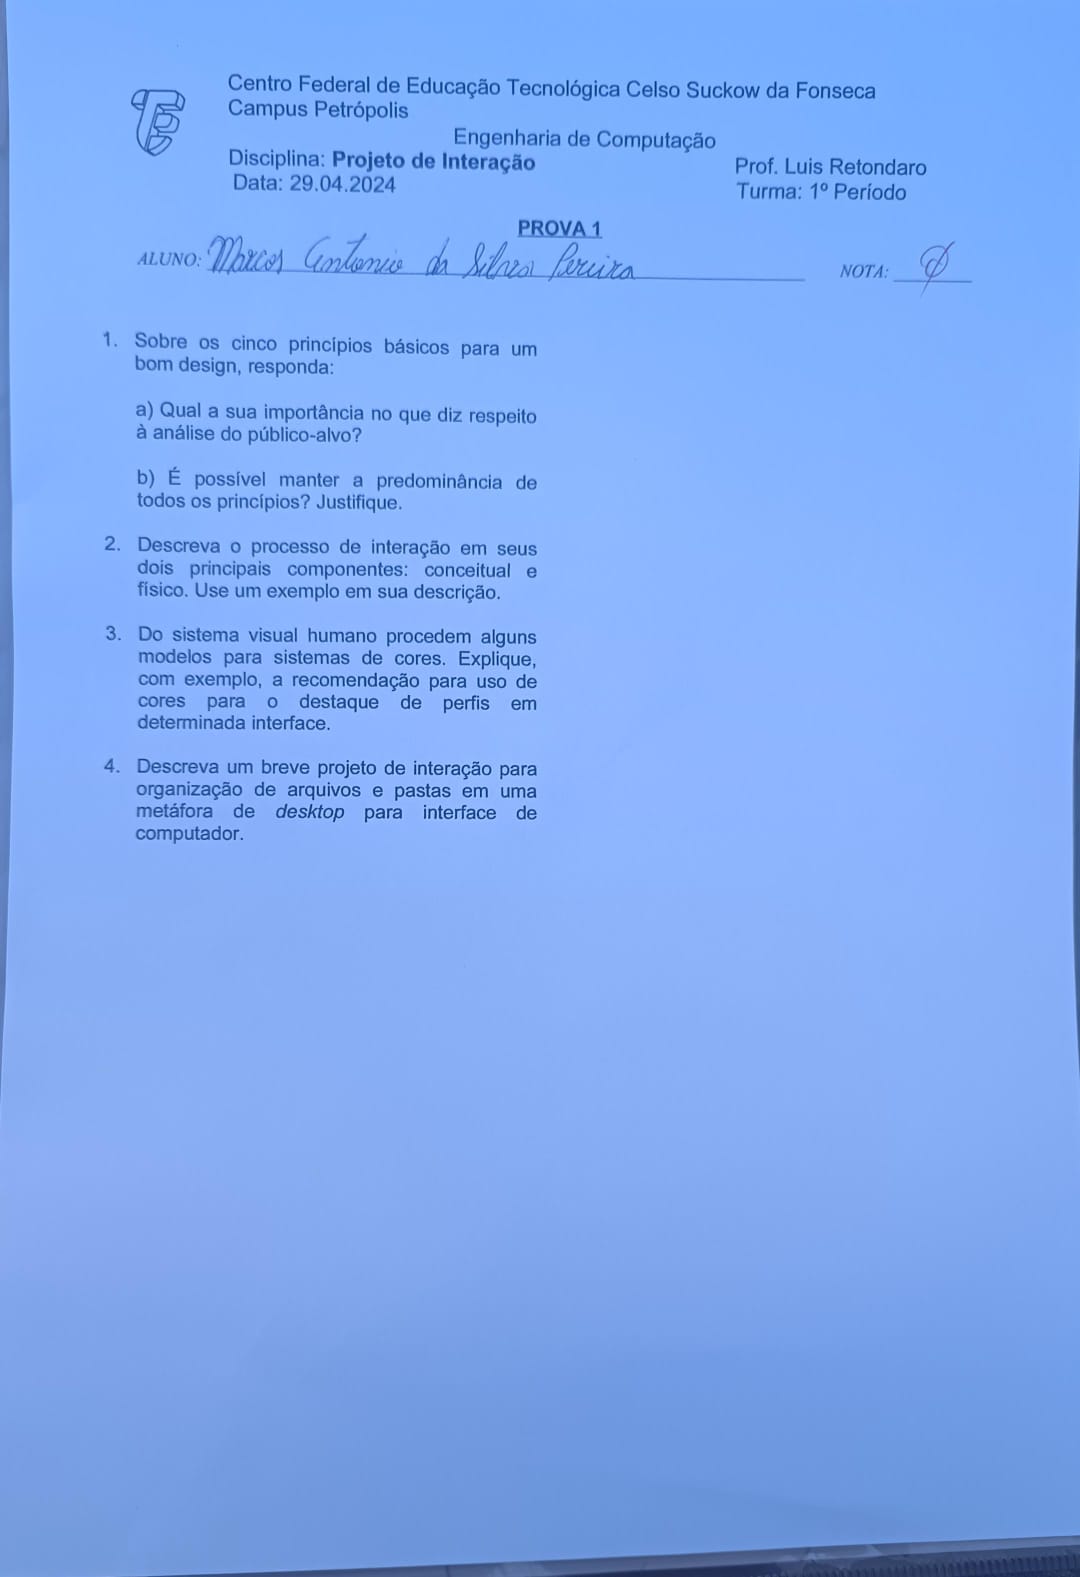 Centro Federal de Educação Tecnológica Celso Suckow da Fonseca
Campus Petrópolis
Engenharia de Computação
Disciplina: Projeto de Interação
Prof. Luis Retondaro
Data: 29.04.2024
Turma: 1º Período
PROVA 1
ALUNO: Marcos Antonio da Silva Pereira
NOTA: 0
1. Sobre os cinco princípios básicos para um
bom design, responda:
a) Qual a sua importância no que diz respeito
à análise do público-alvo?
b) É possível manter a predominância de
todos os princípios? Justifique.
2. Descreva o processo de interação em seus
dois principais componentes: conceitual e
físico. Use um exemplo em sua descrição.
3. Do sistema visual humano procedem alguns
modelos para sistemas de cores. Explique,
com exemplo, a recomendação para uso de
cores para o destaque de perfis em
determinada interface.
4. Descreva um breve projeto de interação para
organização de arquivos e pastas em uma
metáfora de desktop para interface de
computador.